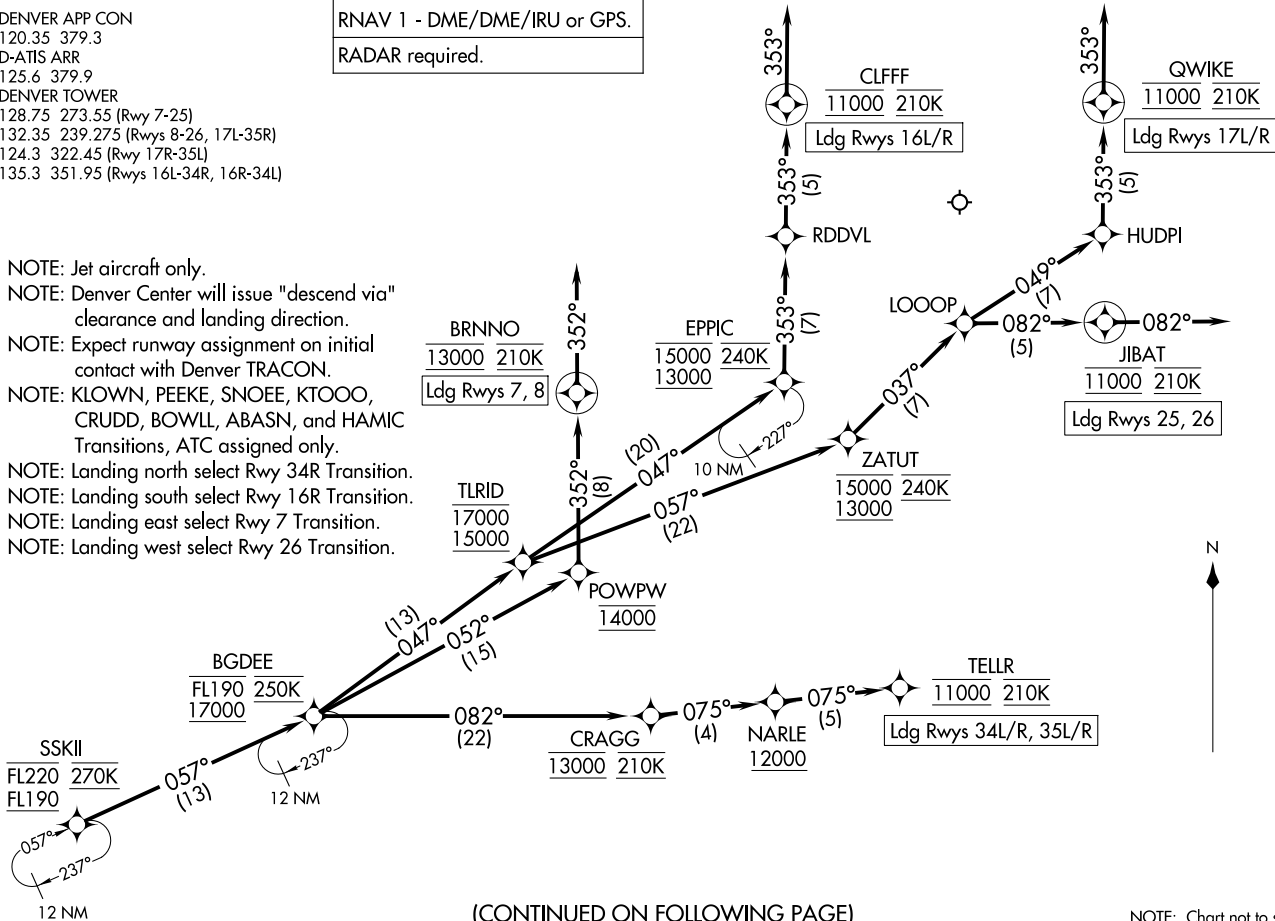 DENVER APP CON
120.35 379.3
D-ATIS ARR
125.6 379.9
DENVER TOWER
128.75 273.55 (Rwy 7-25)
132.35 239.275 (Rwys 8-26, 17L-35R)
124.3 322.45 (Rwy 17R-35L)
135.3 351.95 (Rwys 16L-34R, 16R-34L)
RNAV 1 - DME/DME/IRU or GPS.
RADAR required.
NOTE: Jet aircraft only.
NOTE: Denver Center will issue "descend via"
clearance and landing direction.
NOTE: Expect runway assignment on initial
contact with Denver TRACON.
NOTE: KLOWN, PEEKE, SNOEE, KTOOO,
CRUDD, BOWLL, ABASN, and HAMIC
Transitions, ATC assigned only.
NOTE: Landing north select Rwy 34R Transition.
NOTE: Landing south select Rwy 16R Transition.
NOTE: Landing east select Rwy 7 Transition.
NOTE: Landing west select Rwy 26 Transition.
353°
CLFFF
11000 210K
Ldg Rwys 16L/R
353°
(5)
RDDVL
353°
(7)
353°
QWIKE
11000 210K
Ldg Rwys 17L/R
353°
(5)
HUDPI
049°
(7)
LOOOP
082°
(5)
082°
JIBAT
11000 210K
Ldg Rwys 25, 26
037°
(7)
ZATUT
15000 240K
13000
EPPIC
15000 240K
13000
227°
10 NM
352°
BRNNO
13000 210K
Ldg Rwys 7, 8
352°
(8)
POWPW
14000
(20)
047°
057°
(22)
TLRID
17000
15000
(13)
047°
052°
(15)
BGDEE
FL190 250K
17000
237°
12 NM
082°
(22)
CRAGG
13000 210K
075°
(4)
NARLE
12000
075°
(5)
TELLR
11000 210K
Ldg Rwys 34L/R, 35L/R
SSKII
FL220 270K
FL190
057°
(13)
057°
237°
12 NM
N
(CONTINUED ON FOLLOWING PAGE)
NOTE: Chart not to